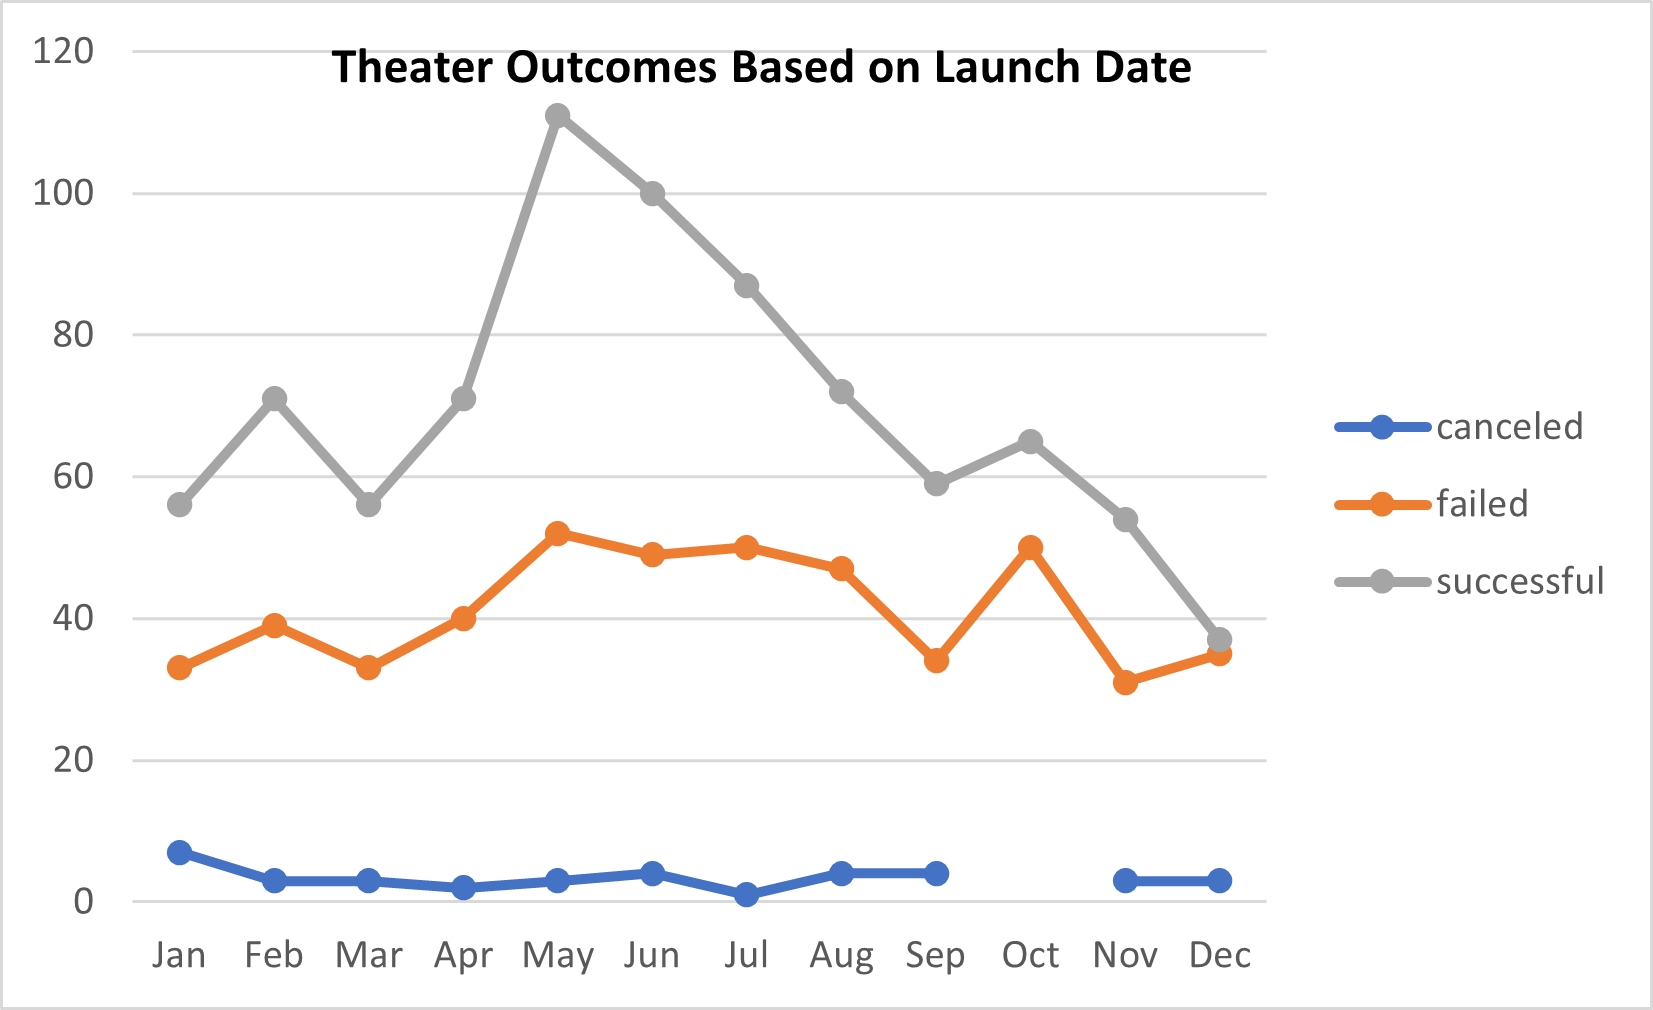 Theater Outcomes Based on Launch Date
120
100
80
60
40
20
0
Jan Feb Mar Apr May Jun Jul Aug Sep Oct Nov Dec
canceled
failed
successful